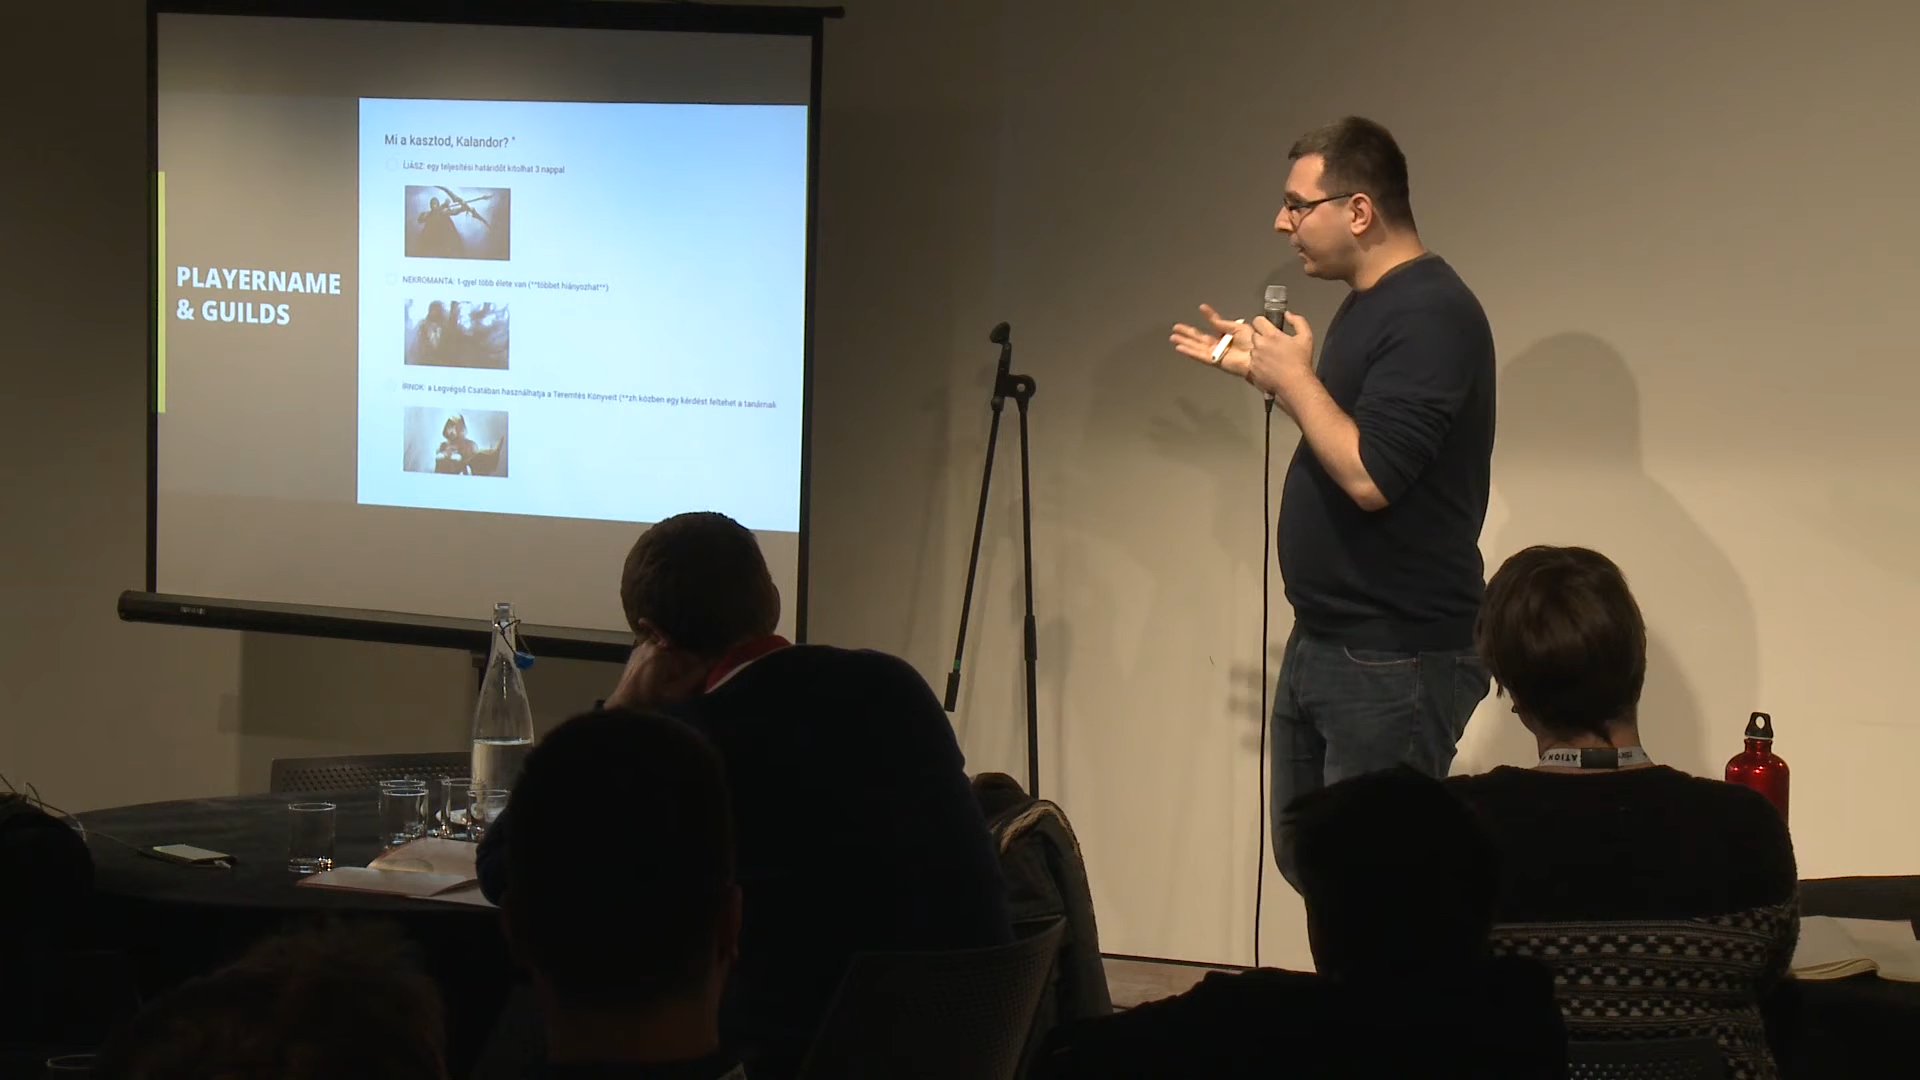 PLAYERNAME
& GUILDS
Mi a kasztod, Kalandor? *
ÍJÁSZ: egy teljesítési határidőt kitolhat 3 nappal
NEKROMANTA: 1-gyel több élete van (**többet hiányozhat**)
ÍRNOK: a Legvégső Csatában használhatja a Teremtés Könyveit (**zh közben egy kérdést feltehet a tanárnak
ATION